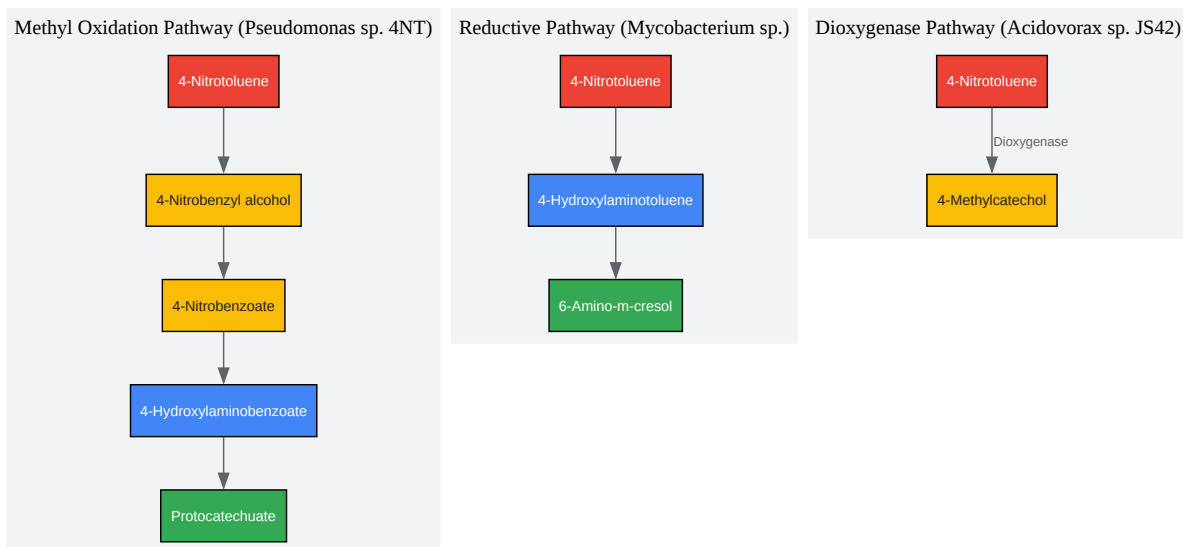 Methyl Oxidation Pathway (Pseudomonas sp. 4NT)
4-Nitrotoluene
4-Nitrobenzyl alcohol
4-Nitrobenzoate
4-Hydroxylaminobenzoate
Protocatechuate
Reductive Pathway (Mycobacterium sp.)
4-Nitrotoluene
4-Hydroxylaminotoluene
6-Amino-m-cresol
Dioxygenase Pathway (Acidovorax sp. JS42)
4-Nitrotoluene
Dioxygenase
4-Methylcatechol